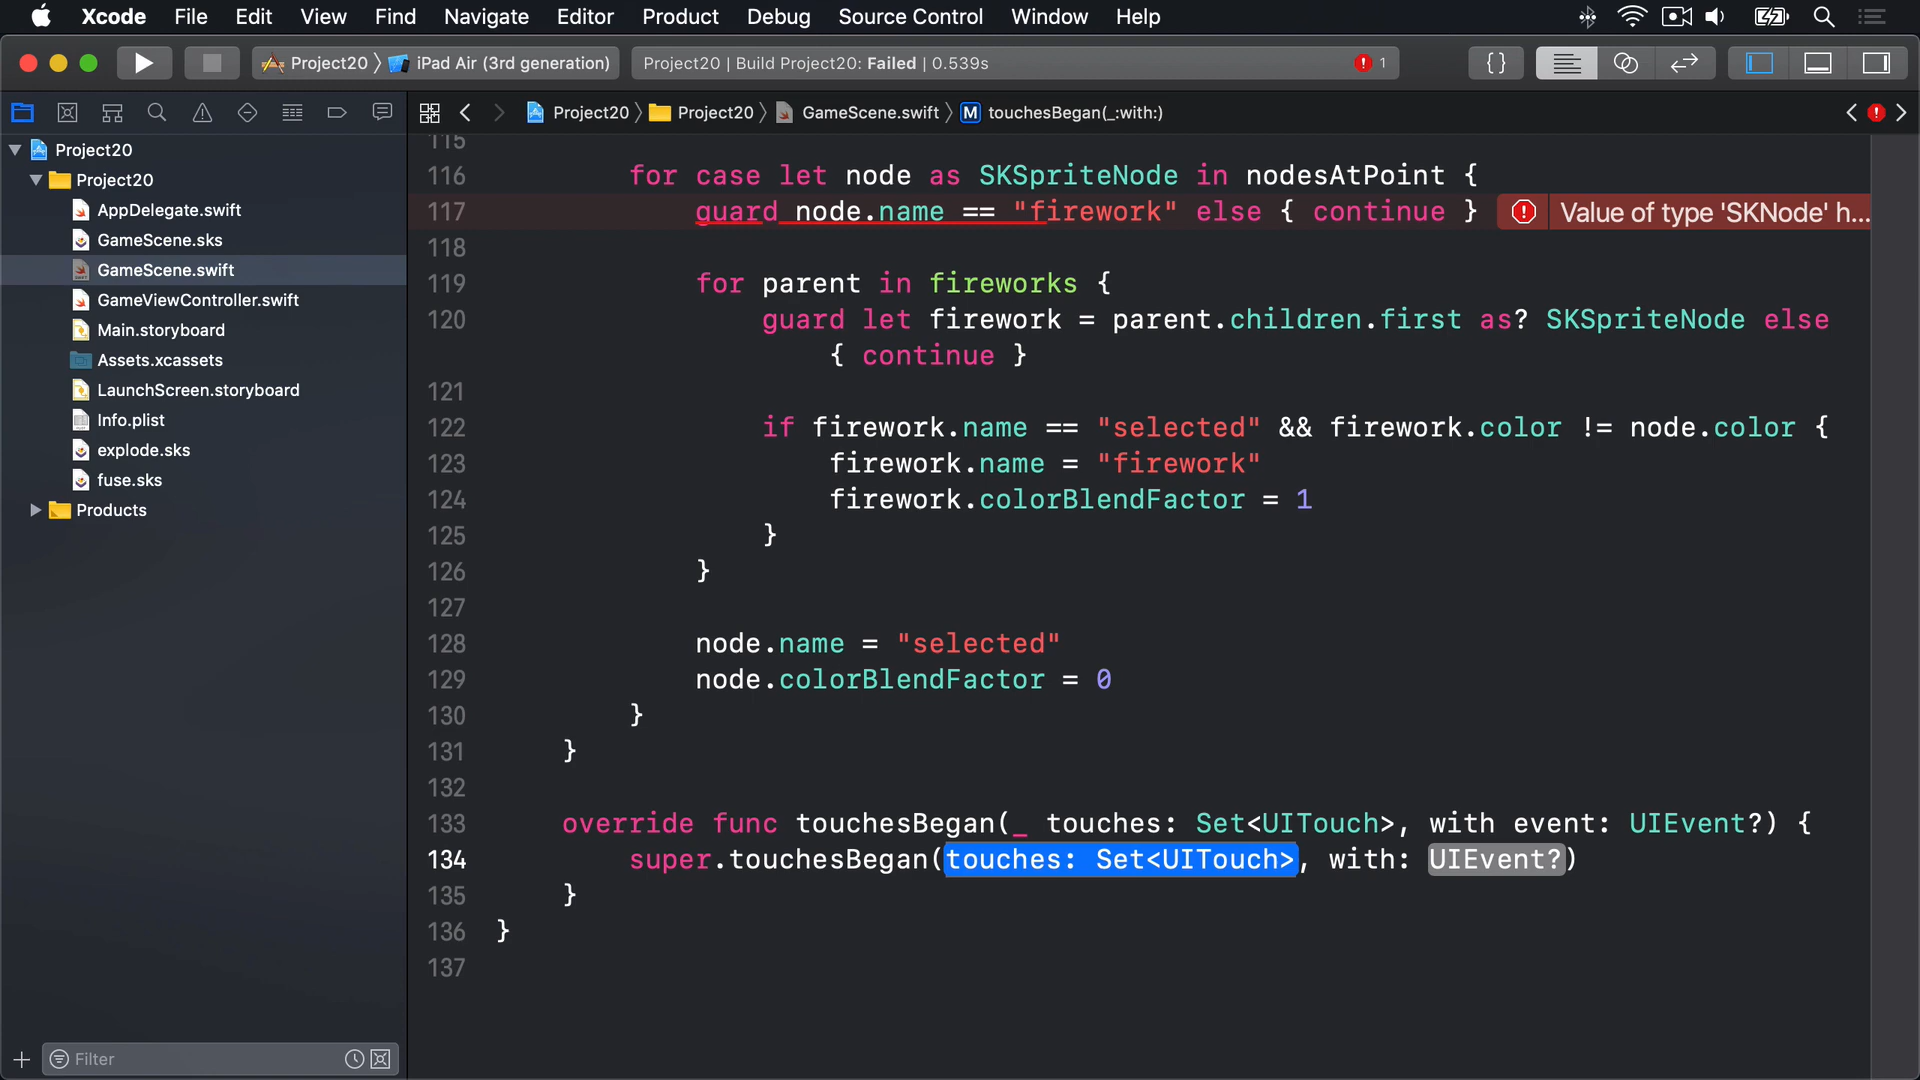 Xcode File Edit View Find Navigate Editor Product Debug Source Control Window Help
Project20 iPad Air (3rd generation) Project20 | Build Project20: Failed | 0.539s 1
Project20 Project20 GameScene.swift M touchesBegan(_:with:)
Project20
Project20
AppDelegate.swift
GameScene.sks
GameScene.swift
GameViewController.swift
Main.storyboard
Assets.xcassets
LaunchScreen.storyboard
Info.plist
explode.sks
fuse.sks
Products
Filter
115
116 for case let node as SKSpriteNode in nodesAtPoint {
117 guard node.name == "firework" else { continue } Value of type 'SKNode' h...
118
119 for parent in fireworks {
120 guard let firework = parent.children.first as? SKSpriteNode else
{ continue }
121
122 if firework.name == "selected" && firework.color != node.color {
123 firework.name = "firework"
124 firework.colorBlendFactor = 1
125 }
126 }
127
128 node.name = "selected"
129 node.colorBlendFactor = 0
130 }
131 }
132
133 override func touchesBegan(_ touches: Set<UITouch>, with event: UIEvent?) {
134 super.touchesBegan(touches: Set<UITouch>, with: UIEvent?)
135 }
136 }
137